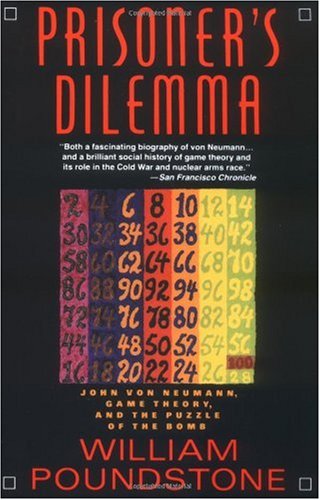 PRISONER'S
DILEMMA
"Both a fascinating biography of von Neumann...
and a brilliant social history of game theory and
its role in the Cold War and nuclear arms race."
—San Francisco Chronicle
2 4 6 8 10 12 14
30 32 34 36 38 40 42
58 60 62 64 66 68 70
86 88 90 92 94 96 98
72 74 76 78 80 82 84
44 46 48 50 52 54 56
100
16 18 20 22 24 26 28
JOHN VON NEUMANN,
GAME THEORY,
AND THE PUZZLE
OF THE BOMB
WILLIAM
POUNDSTONE